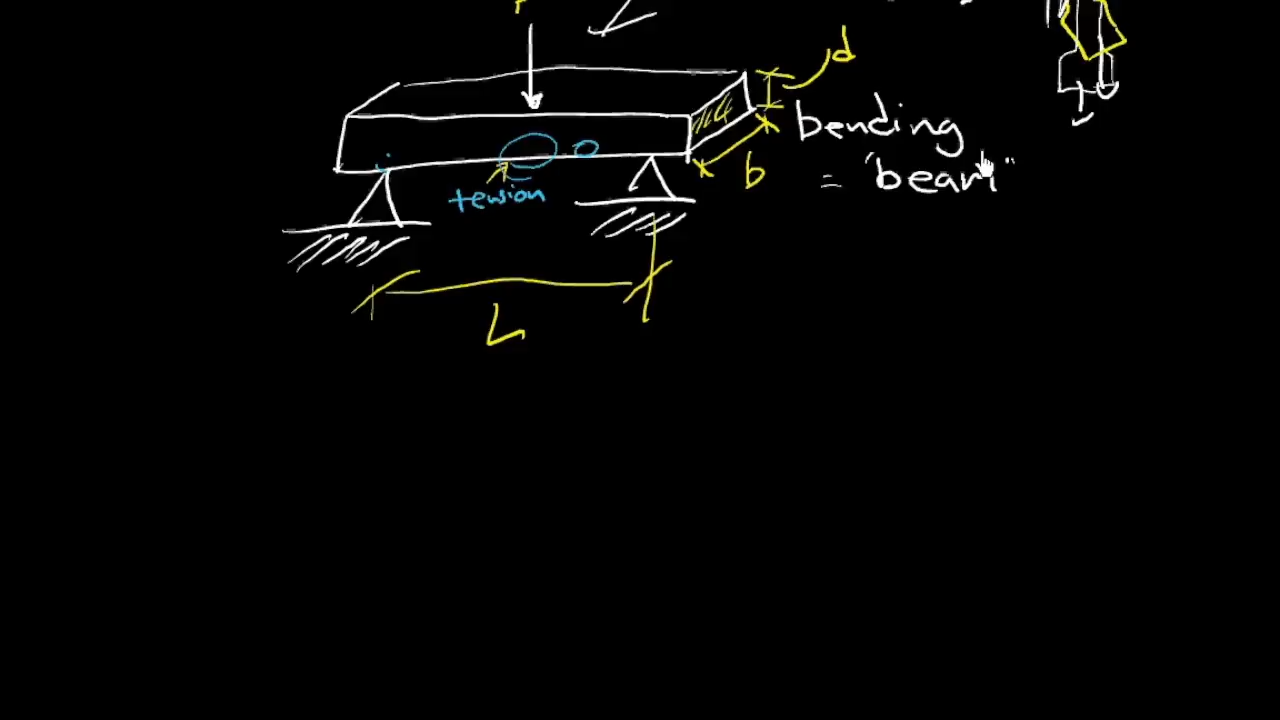 d
bending
= "beam"
b
tension
L